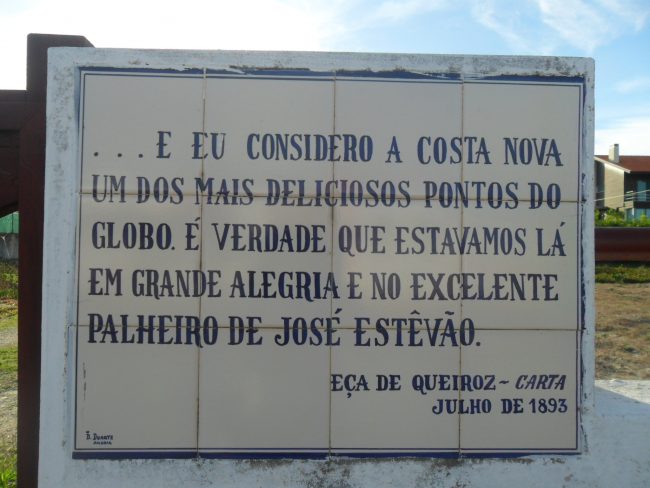 ...E EU CONSIDERO A COSTA NOVA
UM DOS MAIS DELICIOSOS PONTOS DO
GLOBO. É VERDADE QUE ESTAVAMOS LÁ
EM GRANDE ALEGRIA E NO EXCELENTE
PALHEIRO DE JOSÉ ESTÊVÃO.
EÇA DE QUEIROZ ~ CARTA
JULHO DE 1893
D. DUARTE